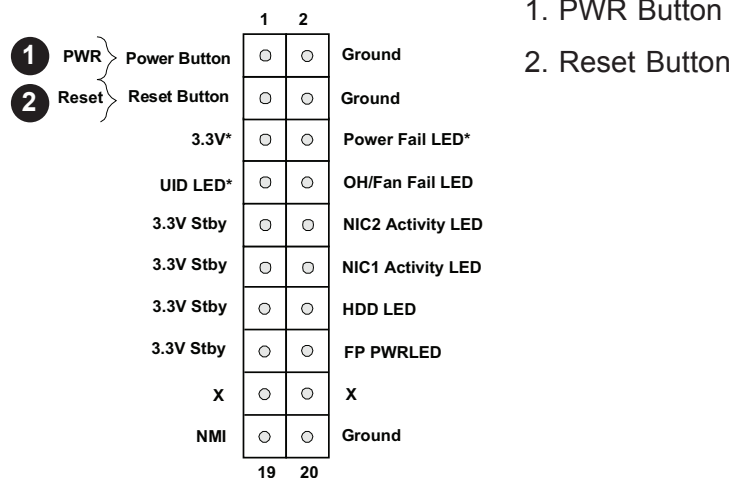 1 2
1. PWR Button
1 PWR Power Button Ground
2. Reset Button
2 Reset Reset Button Ground
3.3V* Power Fail LED*
UID LED* OH/Fan Fail LED
3.3V Stby NIC2 Activity LED
3.3V Stby NIC1 Activity LED
3.3V Stby HDD LED
3.3V Stby FP PWRLED
X X
NMI Ground
19 20